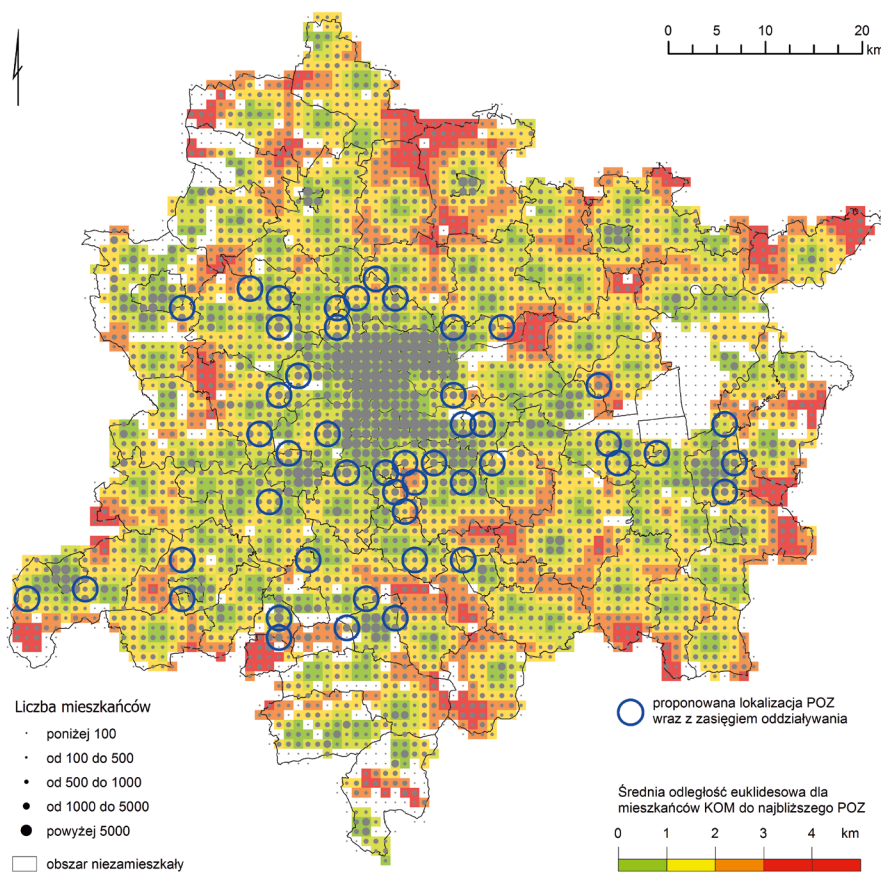 0 5 10 20
km
Liczba mieszkańców
poniżej 100
od 100 do 500
od 500 do 1000
od 1000 do 5000
powyżej 5000
obszar niezamieszkały
proponowana lokalizacja POZ
wraz z zasięgiem oddziaływania
Średnia odległość euklidesowa dla
mieszkańców KOM do najbliższego POZ
0 1 2 3 4 km